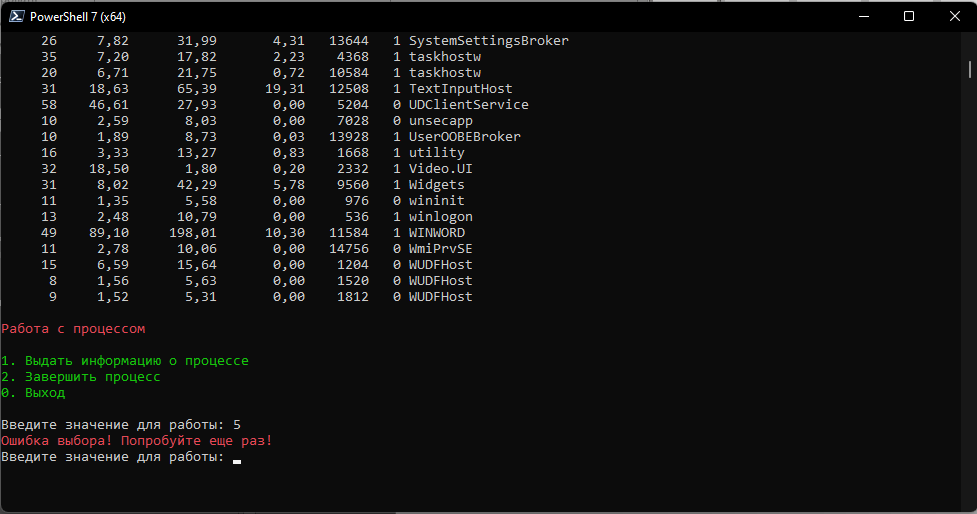 PowerShell 7 (x64)
26 7,82 31,99 4,31 13644 1 SystemSettingsBroker
35 7,20 17,82 2,23 4368 1 taskhostw
20 6,71 21,75 0,72 10584 1 taskhostw
31 18,63 65,39 19,31 12508 1 TextInputHost
58 46,61 27,93 0,00 5204 0 UDClientService
10 2,59 8,03 0,00 7028 0 unsecapp
10 1,89 8,73 0,03 13928 1 UserOOBEBroker
16 3,33 13,27 0,83 1668 1 utility
32 18,50 1,80 0,20 2332 1 Video.UI
31 8,02 42,29 5,78 9560 1 Widgets
11 1,35 5,58 0,00 976 0 wininit
13 2,48 10,79 0,00 536 1 winlogon
49 89,10 198,01 10,30 11584 1 WINWORD
11 2,78 10,06 0,00 14756 0 WmiPrvSE
15 6,59 15,64 0,00 1204 0 WUDFHost
8 1,56 5,63 0,00 1520 0 WUDFHost
9 1,52 5,31 0,00 1812 0 WUDFHost
Работа с процессом
1. Выдать информацию о процессе
2. Завершить процесс
0. Выход
Введите значение для работы: 5
Ошибка выбора! Попробуйте еще раз!
Введите значение для работы: